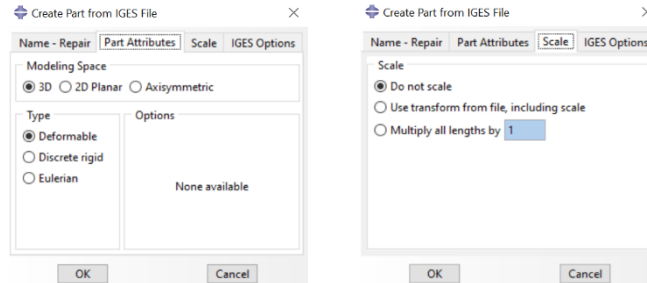 Create Part from IGES File
Name - Repair Part Attributes Scale IGES Options
Modeling Space
3D 2D Planar Axisymmetric
Type
Deformable
Discrete rigid
Eulerian
Options
None available
OK Cancel
Create Part from IGES File
Name - Repair Part Attributes Scale IGES Options
Scale
Do not scale
Use transform from file, including scale
Multiply all lengths by 1
OK Cancel